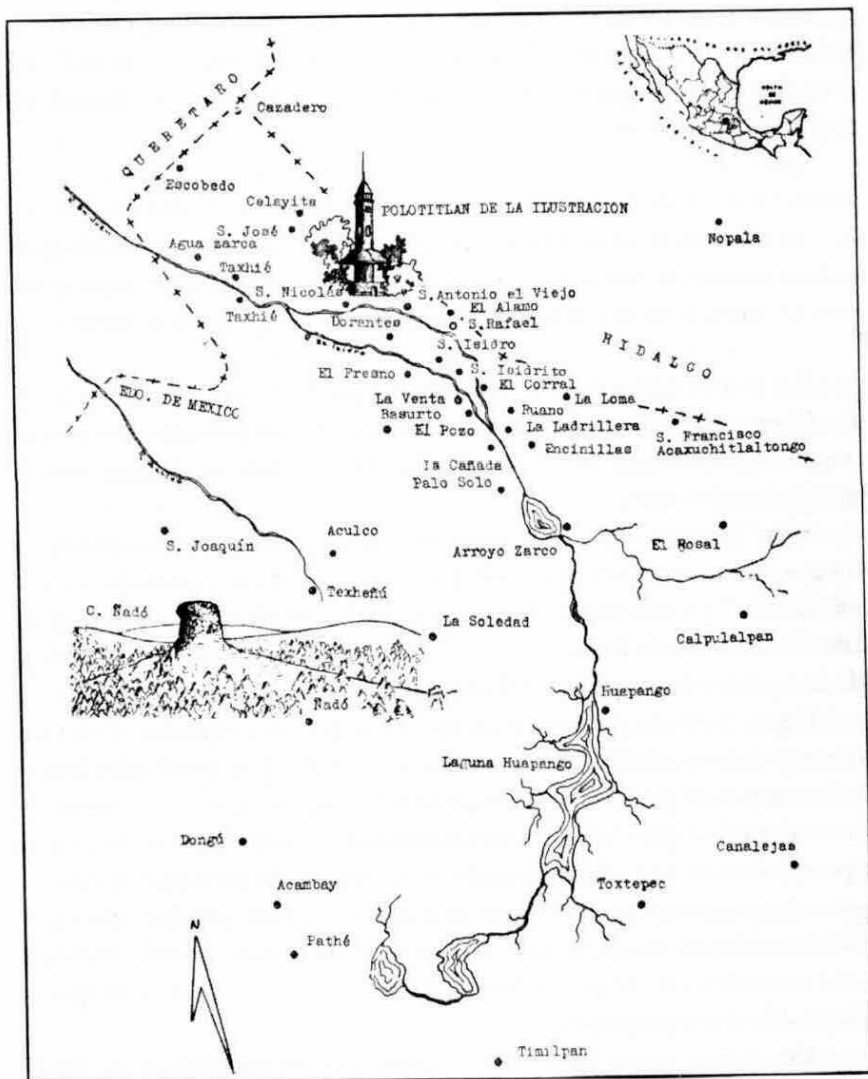 QUERETARO
Cazadero
Escobedo
Celayita
POLOTITLAN DE LA ILUSTRACION
S. José
Nopala
Agua zarca
Taxhié
S. Nicolás
S. Antonio el Viejo
El Alamo
Taxhié
Dorantes
S. Rafael
HIDALGO
S. Isidro
S. Isidrito
El Fresno
El Corral
EDO. DE MEXICO
La Venta
La Loma
Basurto
Ruano
El Pozo
La Ladrillera
S. Francisco
Acaxuchitlaltongo
Encinillas
La Cañada
Palo Solo
S. Joaquín
Aculco
Arroyo Zarco
El Rosal
Texheñú
C. Ñadó
La Soledad
Calpulalpan
Huapango
Ñadó
Laguna Huapango
Dongú
Canalejas
Acambay
Toxtepec
N
Pathé
Timilpan